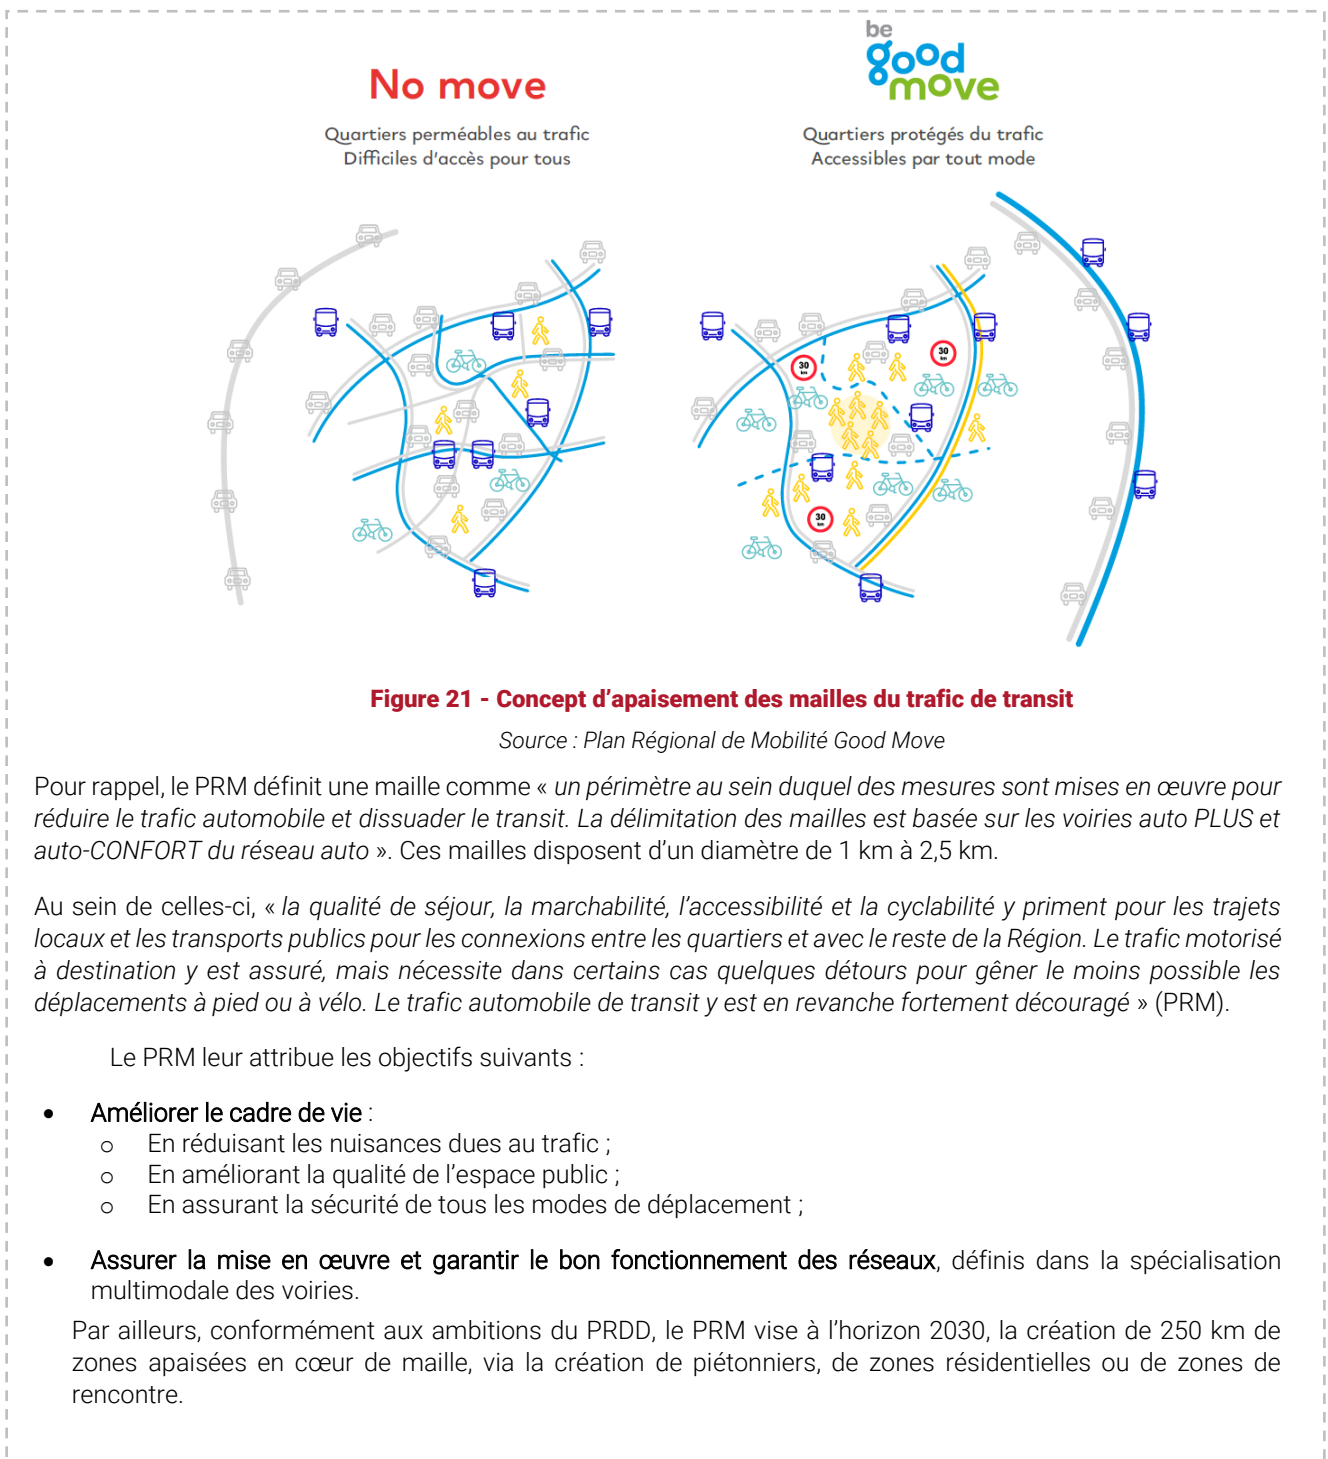 be
good
move
No move
Quartiers perméables au trafic
Difficiles d'accès pour tous
Quartiers protégés du trafic
Accessibles par tout mode
30
km
30
km
30
km
Figure 21 - Concept d'apaisement des mailles du trafic de transit
Source : Plan Régional de Mobilité Good Move
Pour rappel, le PRM définit une maille comme « un périmètre au sein duquel des mesures sont mises en œuvre pour
réduire le trafic automobile et dissuader le transit. La délimitation des mailles est basée sur les voiries auto PLUS et
auto-CONFORT du réseau auto ». Ces mailles disposent d'un diamètre de 1 km à 2,5 km.
Au sein de celles-ci, « la qualité de séjour, la marchabilité, l'accessibilité et la cyclabilité y priment pour les trajets
locaux et les transports publics pour les connexions entre les quartiers et avec le reste de la Région. Le trafic motorisé
à destination y est assuré, mais nécessite dans certains cas quelques détours pour gêner le moins possible les
déplacements à pied ou à vélo. Le trafic automobile de transit y est en revanche fortement découragé » (PRM).
Le PRM leur attribue les objectifs suivants :
• Améliorer le cadre de vie :
o En réduisant les nuisances dues au trafic ;
o En améliorant la qualité de l'espace public ;
o En assurant la sécurité de tous les modes de déplacement ;
• Assurer la mise en œuvre et garantir le bon fonctionnement des réseaux, définis dans la spécialisation
multimodale des voiries.
Par ailleurs, conformément aux ambitions du PRDD, le PRM vise à l'horizon 2030, la création de 250 km de
zones apaisées en cœur de maille, via la création de piétonniers, de zones résidentielles ou de zones de
rencontre.